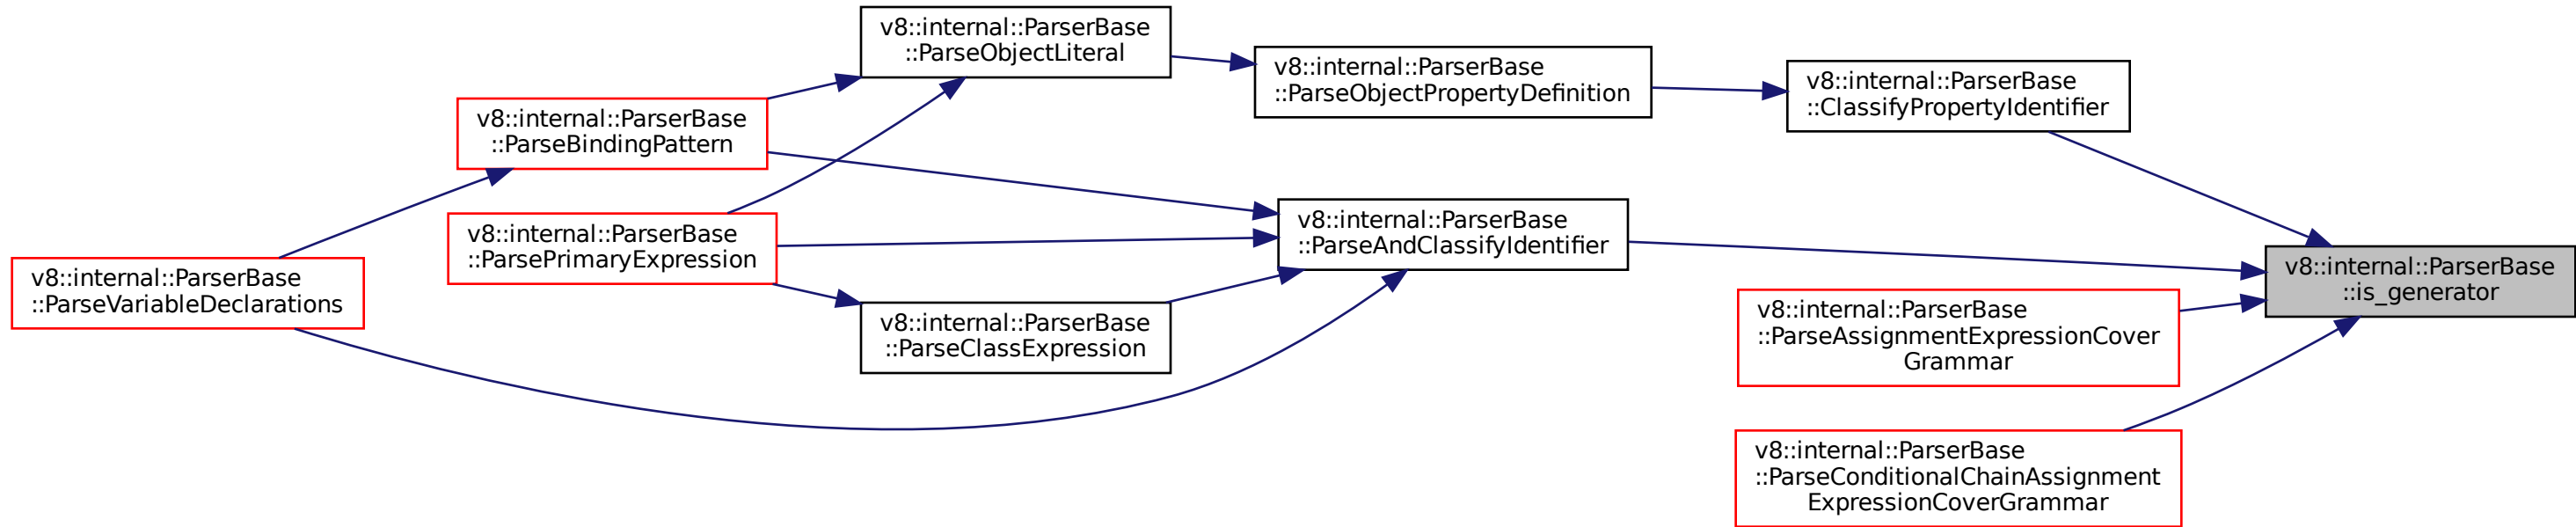 v8::internal::ParserBase
::ParseObjectLiteral
v8::internal::ParserBase
::ParseObjectPropertyDefinition
v8::internal::ParserBase
::ClassifyPropertyIdentifier
v8::internal::ParserBase
::ParseBindingPattern
v8::internal::ParserBase
::ParsePrimaryExpression
v8::internal::ParserBase
::ParseAndClassifyIdentifier
v8::internal::ParserBase
::is_generator
v8::internal::ParserBase
::ParseVariableDeclarations
v8::internal::ParserBase
::ParseClassExpression
v8::internal::ParserBase
::ParseAssignmentExpressionCover
Grammar
v8::internal::ParserBase
::ParseConditionalChainAssignment
ExpressionCoverGrammar